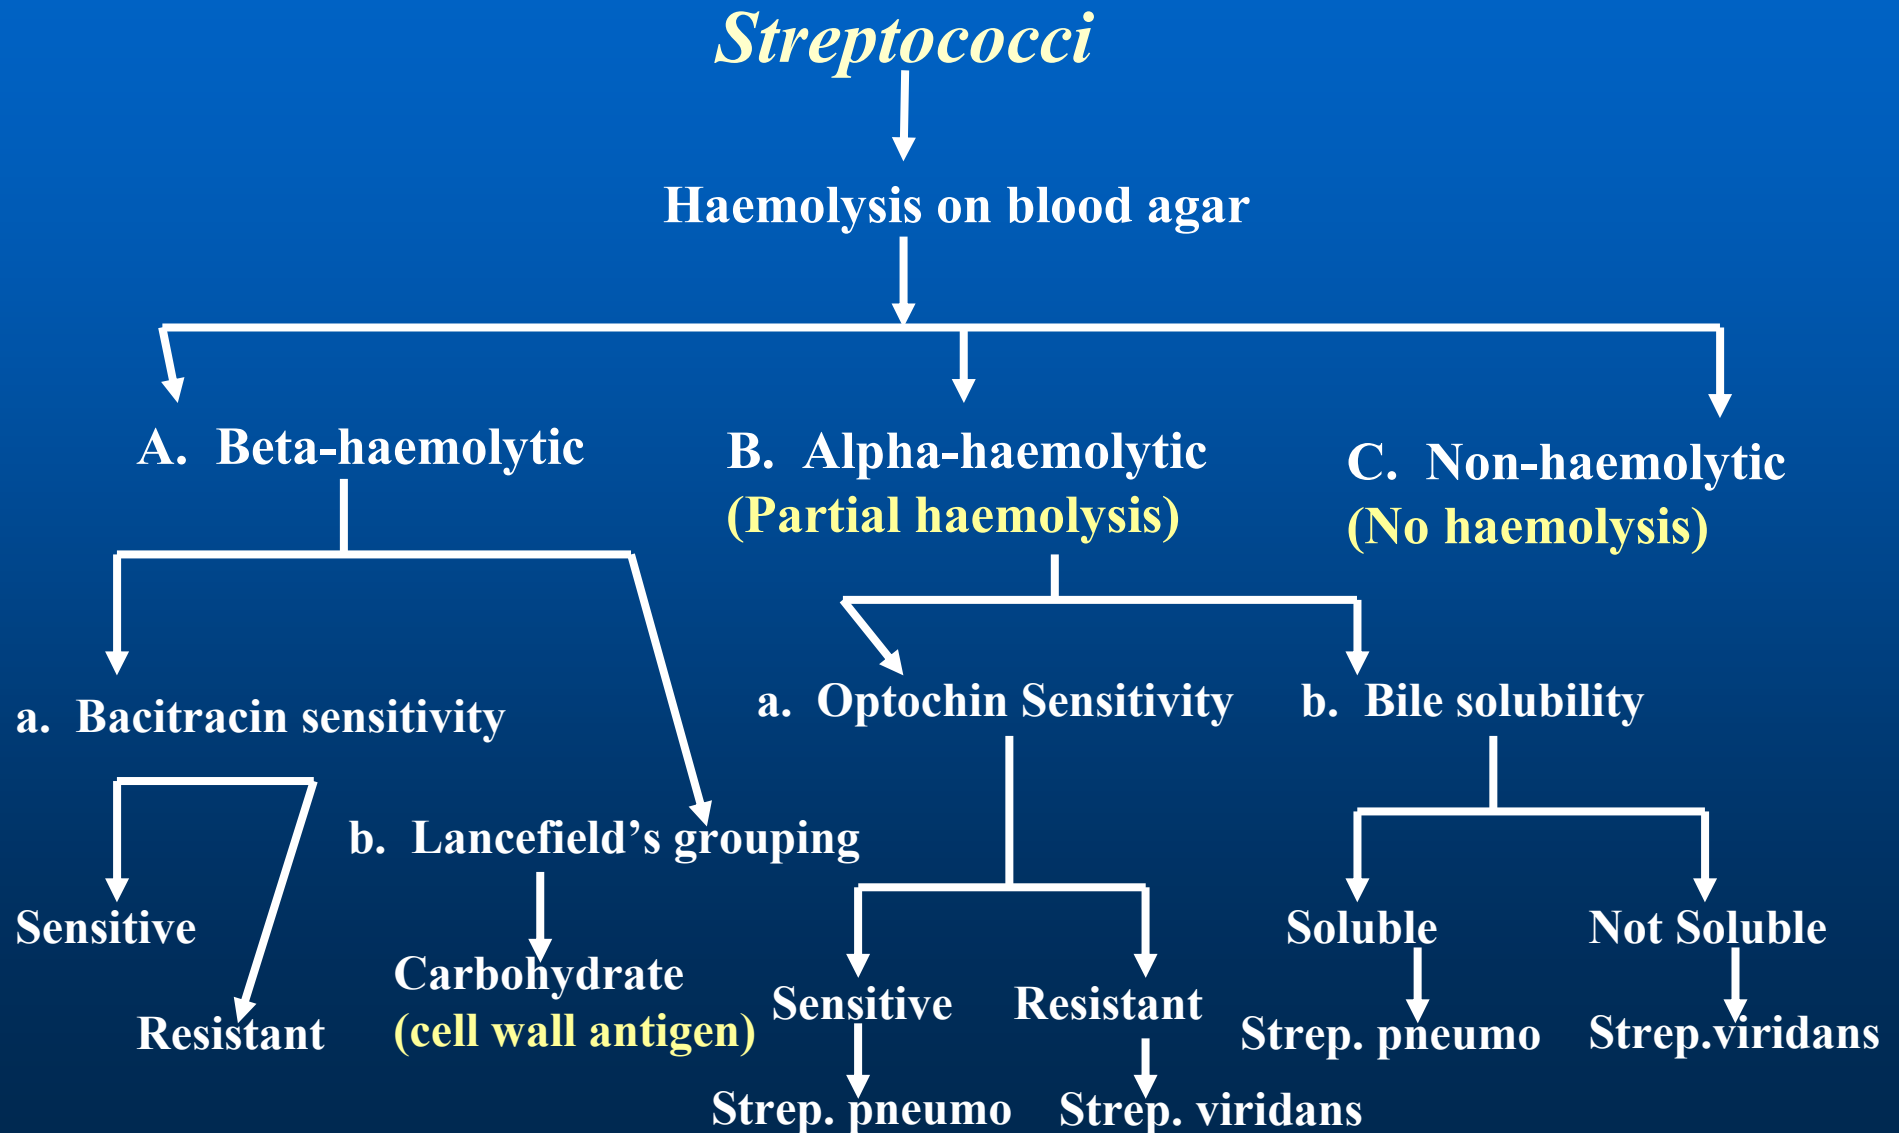 Streptococci
Haemolysis on blood agar
A. Beta-haemolytic
B. Alpha-haemolytic
(Partial haemolysis)
C. Non-haemolytic
(No haemolysis)
a. Bacitracin sensitivity
a. Optochin Sensitivity
b. Bile solubility
b. Lancefield’s grouping
Sensitive
Resistant
Carbohydrate
(cell wall antigen)
Sensitive
Resistant
Strep. pneumo
Strep. viridans
Soluble
Not Soluble
Strep. pneumo
Strep.viridans